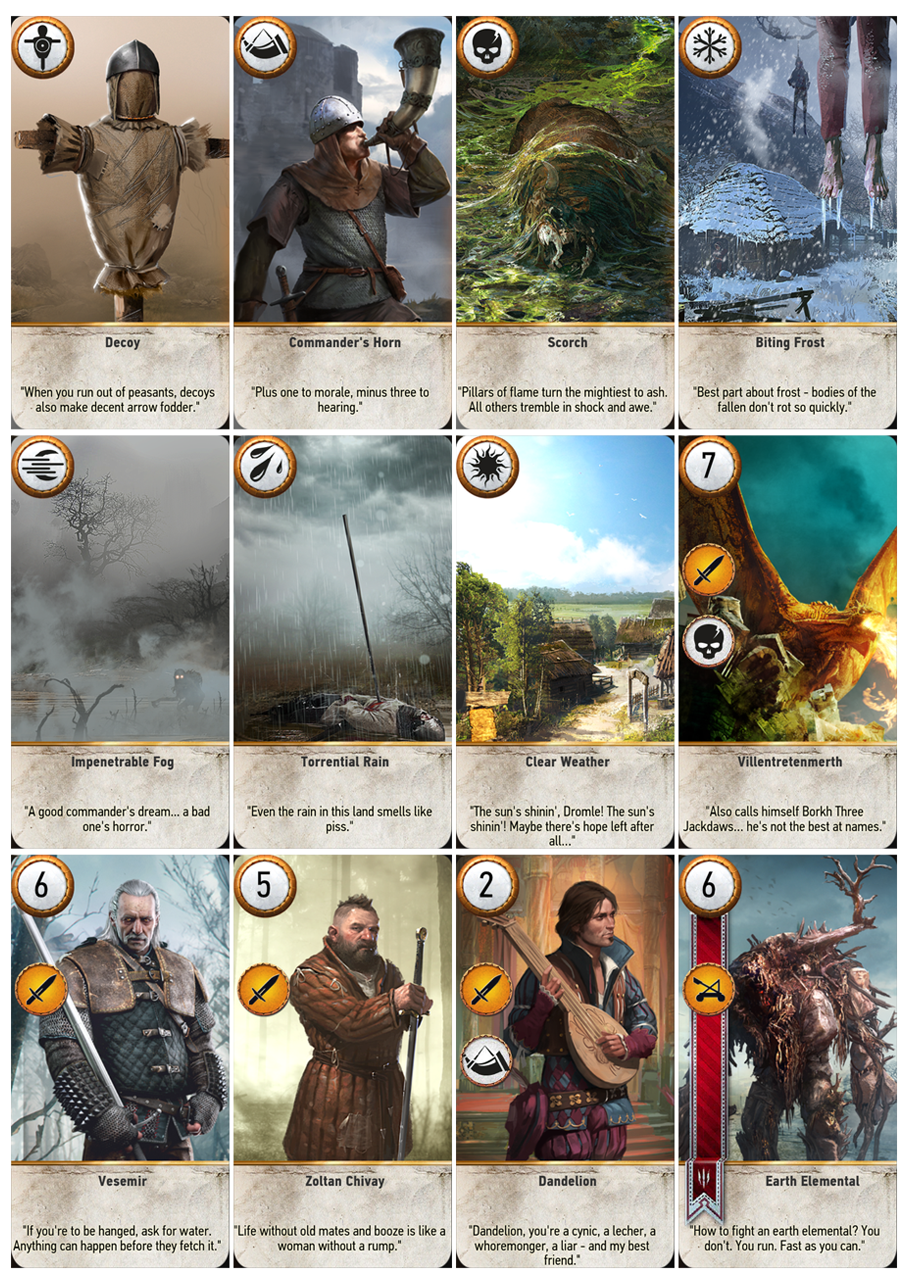 Decoy
"When you run out of peasants, decoys
also make decent arrow fodder."
Commander's Horn
"Plus one to morale, minus three to
hearing."
Scorch
"Pillars of flame turn the mightiest to ash.
All others tremble in shock and awe."
Biting Frost
"Best part about frost - bodies of the
fallen don't rot so quickly."
Impenetrable Fog
"A good commander's dream... a bad
one's horror."
Torrential Rain
"Even the rain in this land smells like
piss."
Clear Weather
"The sun's shinin', Dromle! The sun's
shinin'! Maybe there's hope left after
all..."
7
Villentretenmerth
"Also calls himself Borkh Three
Jackdaws... he's not the best at names."
6
Vesemir
"If you're to be hanged, ask for water.
Anything can happen before they fetch it."
5
Zoltan Chivay
"Life without old mates and booze is like a
woman without a rump."
2
Dandelion
"Dandelion, you're a cynic, a lecher, a
whoremonger, a liar - and my best
friend."
6
Earth Elemental
"How to fight an earth elemental? You
don't. You run. Fast as you can."